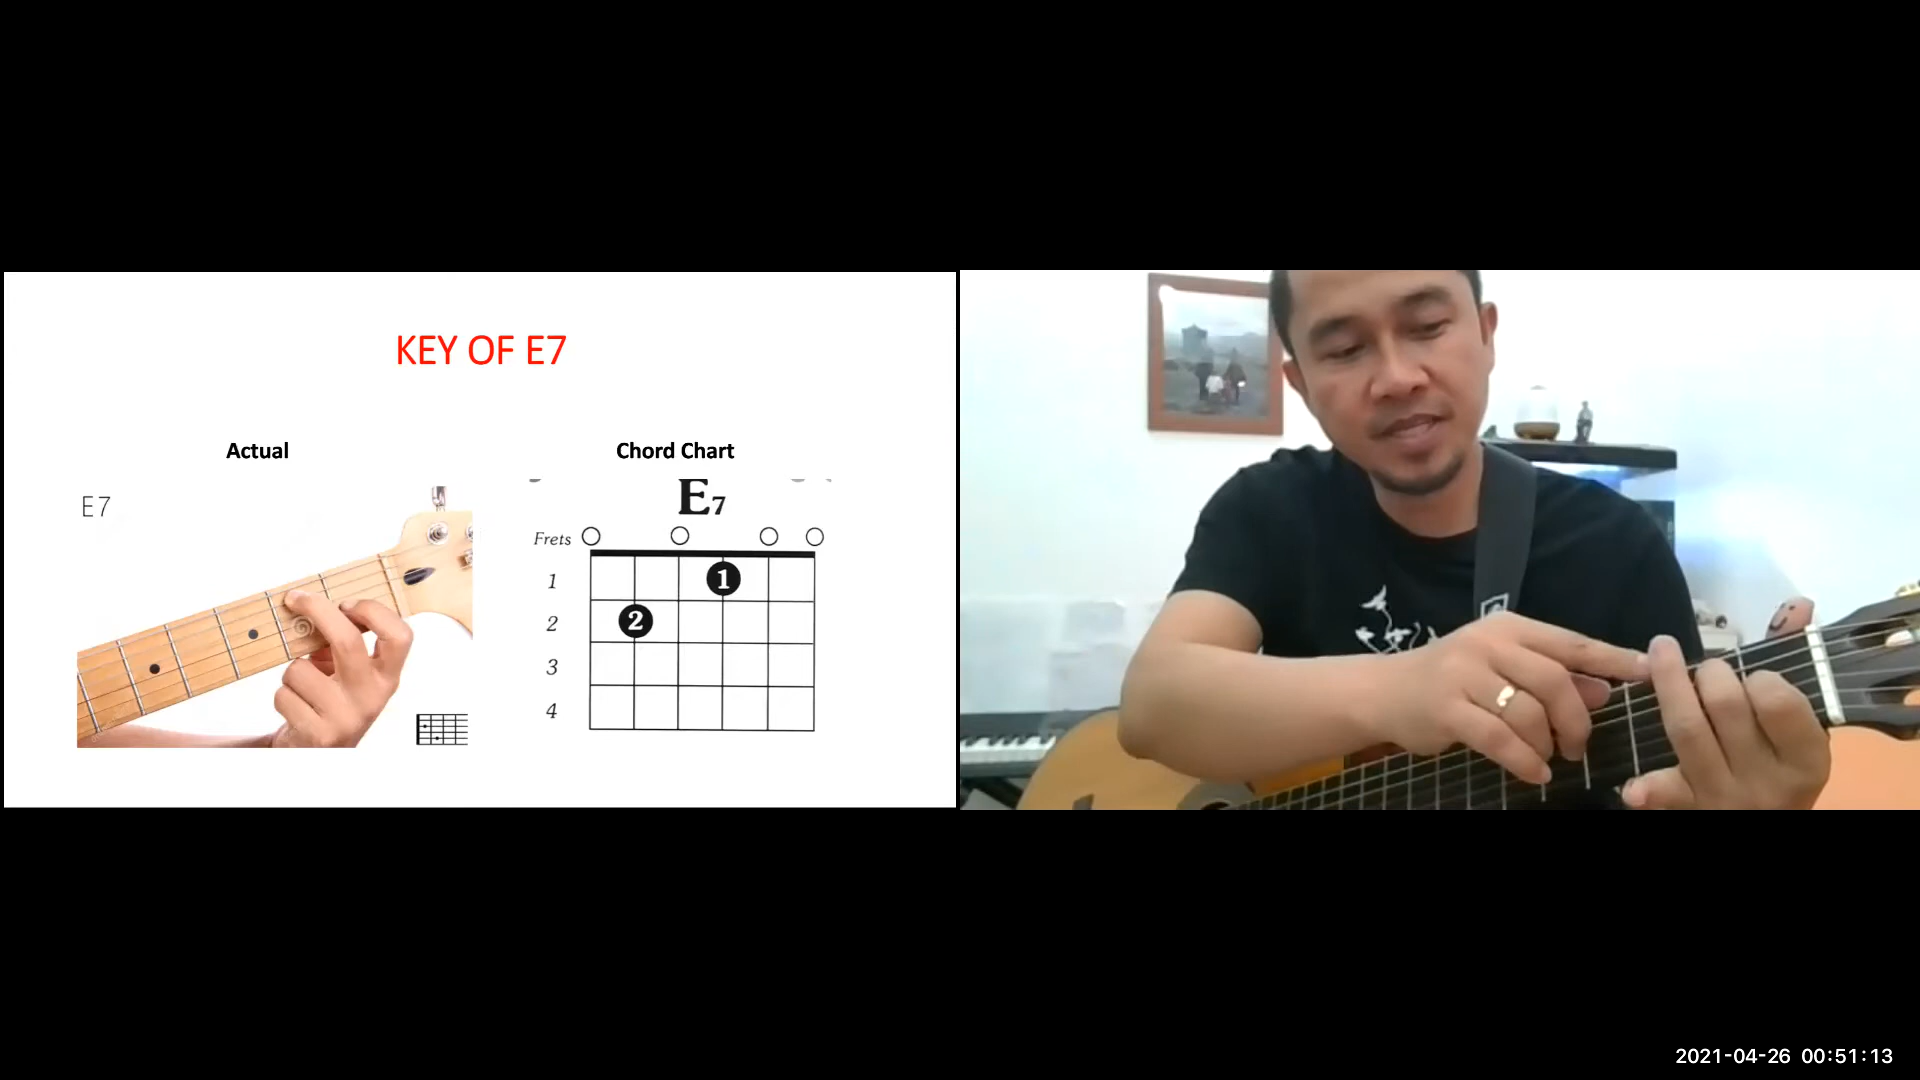 KEY OF E7
Actual
Chord Chart
E7
E7
Frets
1
1
2
2
3
4
2021-04-26 00:51:13